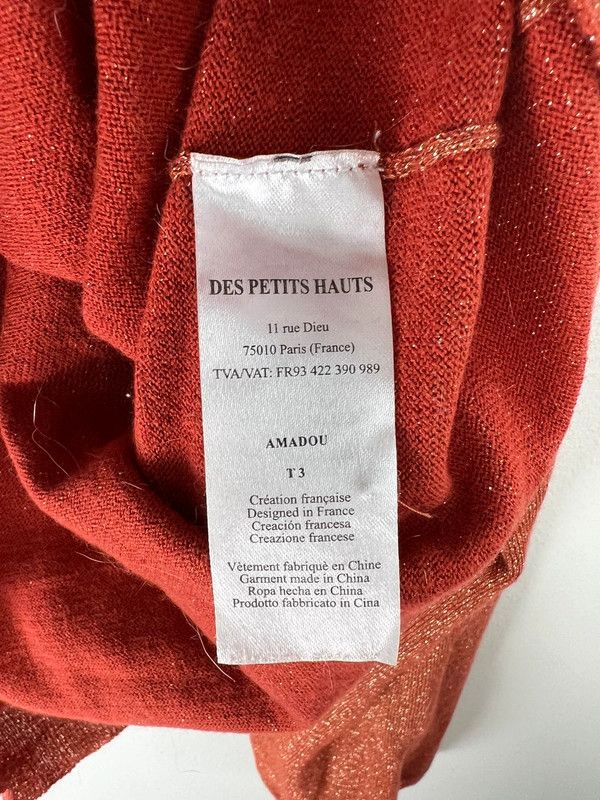 DES PETITS HAUTS
11 rue Dieu
75010 Paris (France)
TVA/VAT: FR93 422 390 989
AMADOU
T 3
Création française
Designed in France
Creación francesa
Creazione francese
Vêtement fabriquè en Chine
Garment made in China
Ropa hecha en China
Prodotto fabbricato in Cina